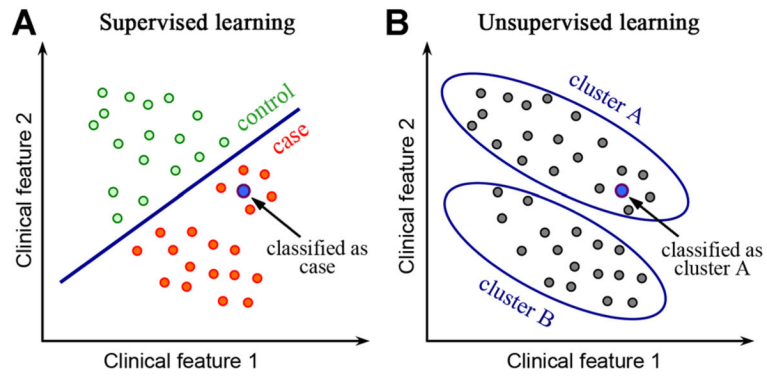 A
Supervised learning
Clinical feature 2
control
case
classified as
case
Clinical feature 1
B
Unsupervised learning
Clinical feature 2
cluster A
classified as
cluster A
cluster B
Clinical feature 1